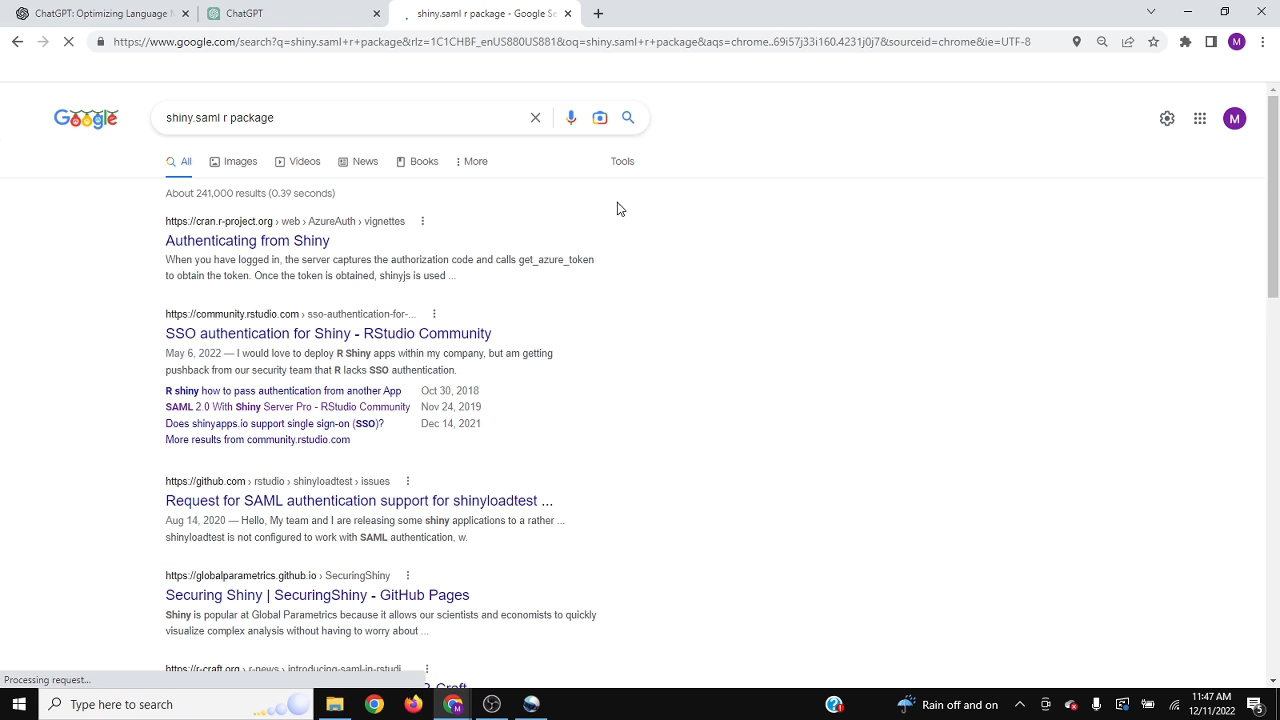 ChatGPT: Optimizing Language M
ChatGPT
shiny.saml r package - Google Se
https://www.google.com/search?q=shiny.saml+r+package&rlz=1C1CHBF_enUS880US881&oq=shiny.saml+r+package&aqs=chrome..69i57j33i160.4231j0j7&sourceid=chrome&ie=UTF-8
M
Google
shiny.saml r package
M
All
Images
Videos
News
Books
More
Tools
About 241,000 results (0.39 seconds)
https://cran.r-project.org › web › AzureAuth › vignettes
Authenticating from Shiny
When you have logged in, the server captures the authorization code and calls get_azure_token
to obtain the token. Once the token is obtained, shinyjs is used ...
https://community.rstudio.com › sso-authentication-for-...
SSO authentication for Shiny - RStudio Community
May 6, 2022 — I would love to deploy R Shiny apps within my company, but am getting
pushback from our security team that R lacks SSO authentication.
R shiny how to pass authentication from another App Oct 30, 2018
SAML 2.0 With Shiny Server Pro - RStudio Community Nov 24, 2019
Does shinyapps.io support single sign-on (SSO)? Dec 14, 2021
More results from community.rstudio.com
https://github.com › rstudio › shinyloadtest › issues
Request for SAML authentication support for shinyloadtest ...
Aug 14, 2020 — Hello, My team and I are releasing some shiny applications to a rather ...
shinyloadtest is not configured to work with SAML authentication, w.
https://globalparametrics.github.io › SecuringShiny
Securing Shiny | SecuringShiny - GitHub Pages
Shiny is popular at Global Parametrics because it allows our scientists and economists to quickly
visualize complex analysis without having to worry about ...
https://r-craft.org › r-news › introducing-saml-in-rstudi...
R-Craft
Processing request...
Type here to search
M
Rain off and on
11:47 AM
12/11/2022
5